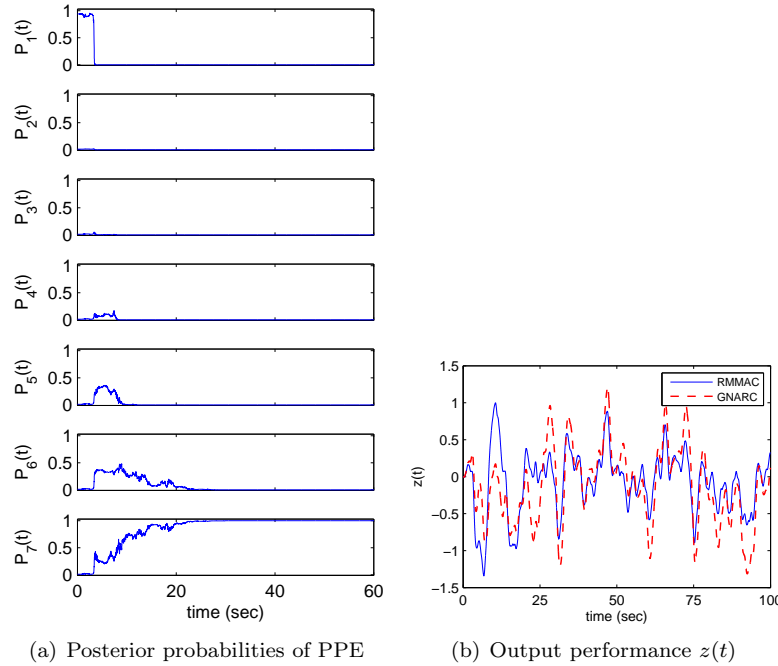 P1(t)
1
0.5
0
P2(t)
1
0.5
0
P3(t)
1
0.5
0
P4(t)
1
0.5
0
P5(t)
1
0.5
0
P6(t)
1
0.5
0
P7(t)
1
0.5
0
0 20 40 60
time (sec)
(a) Posterior probabilities of PPE
1.5
1
0.5
0
−0.5
−1
−1.5
z(t)
RMMAC
GNARC
0 25 50 75 100
time (sec)
(b) Output performance z(t)